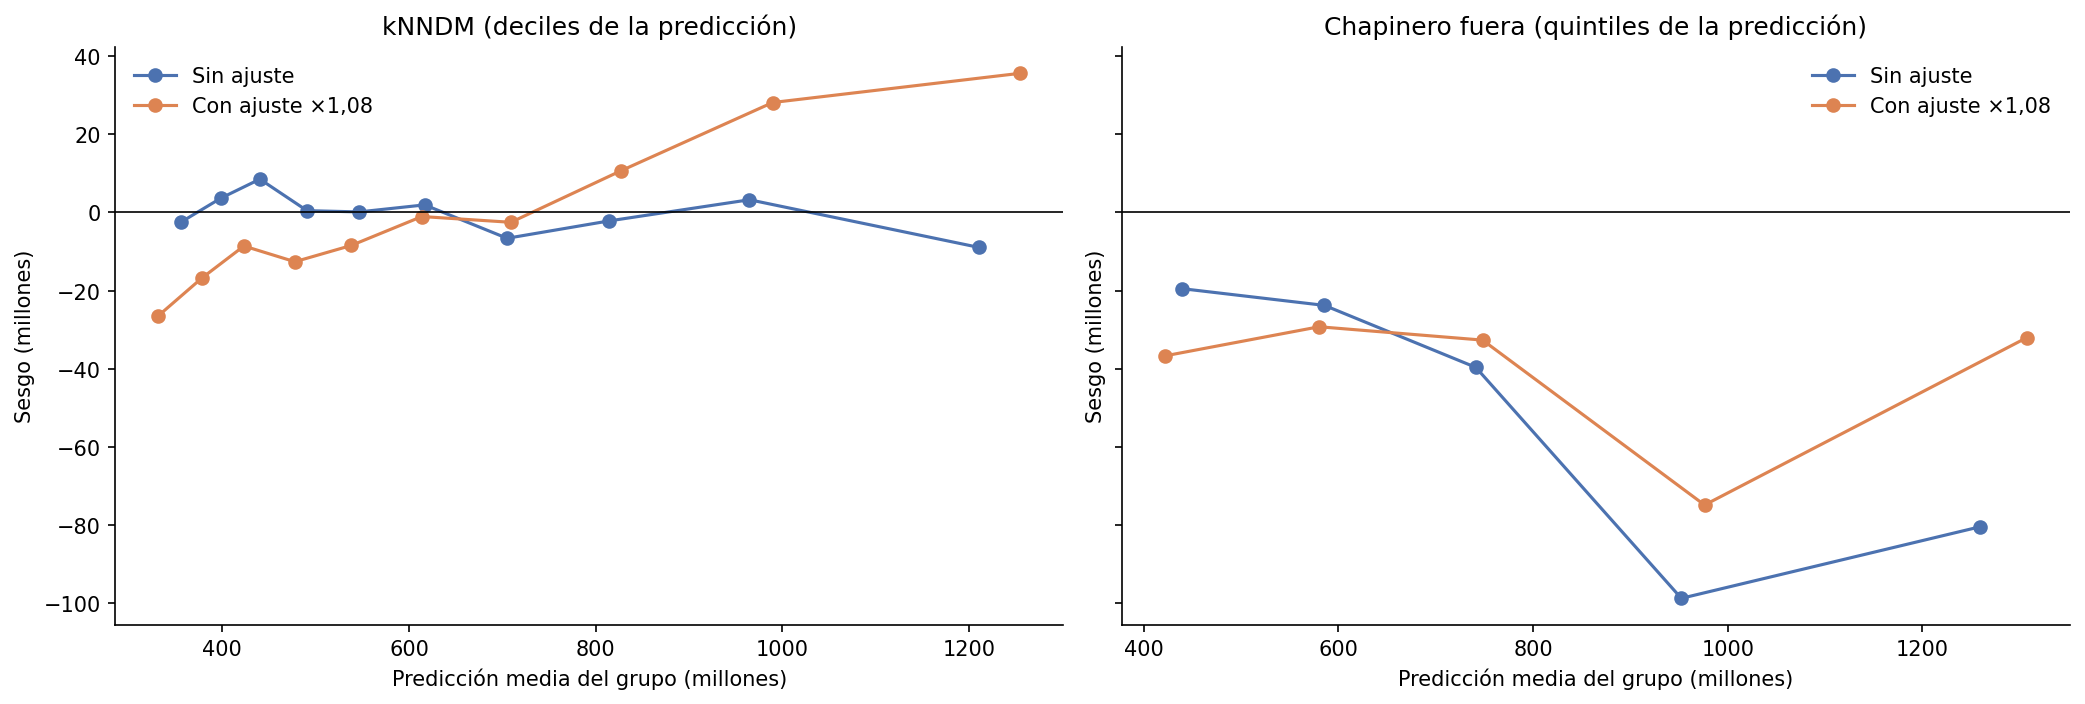 kNNDM (deciles de la predicción)
Sin ajuste
Con ajuste ×1,08
40
20
0
−20
−40
−60
−80
−100
Sesgo (millones)
400 600 800 1000 1200
Predicción media del grupo (millones)
Chapinero fuera (quintiles de la predicción)
Sin ajuste
Con ajuste ×1,08
Sesgo (millones)
400 600 800 1000 1200
Predicción media del grupo (millones)